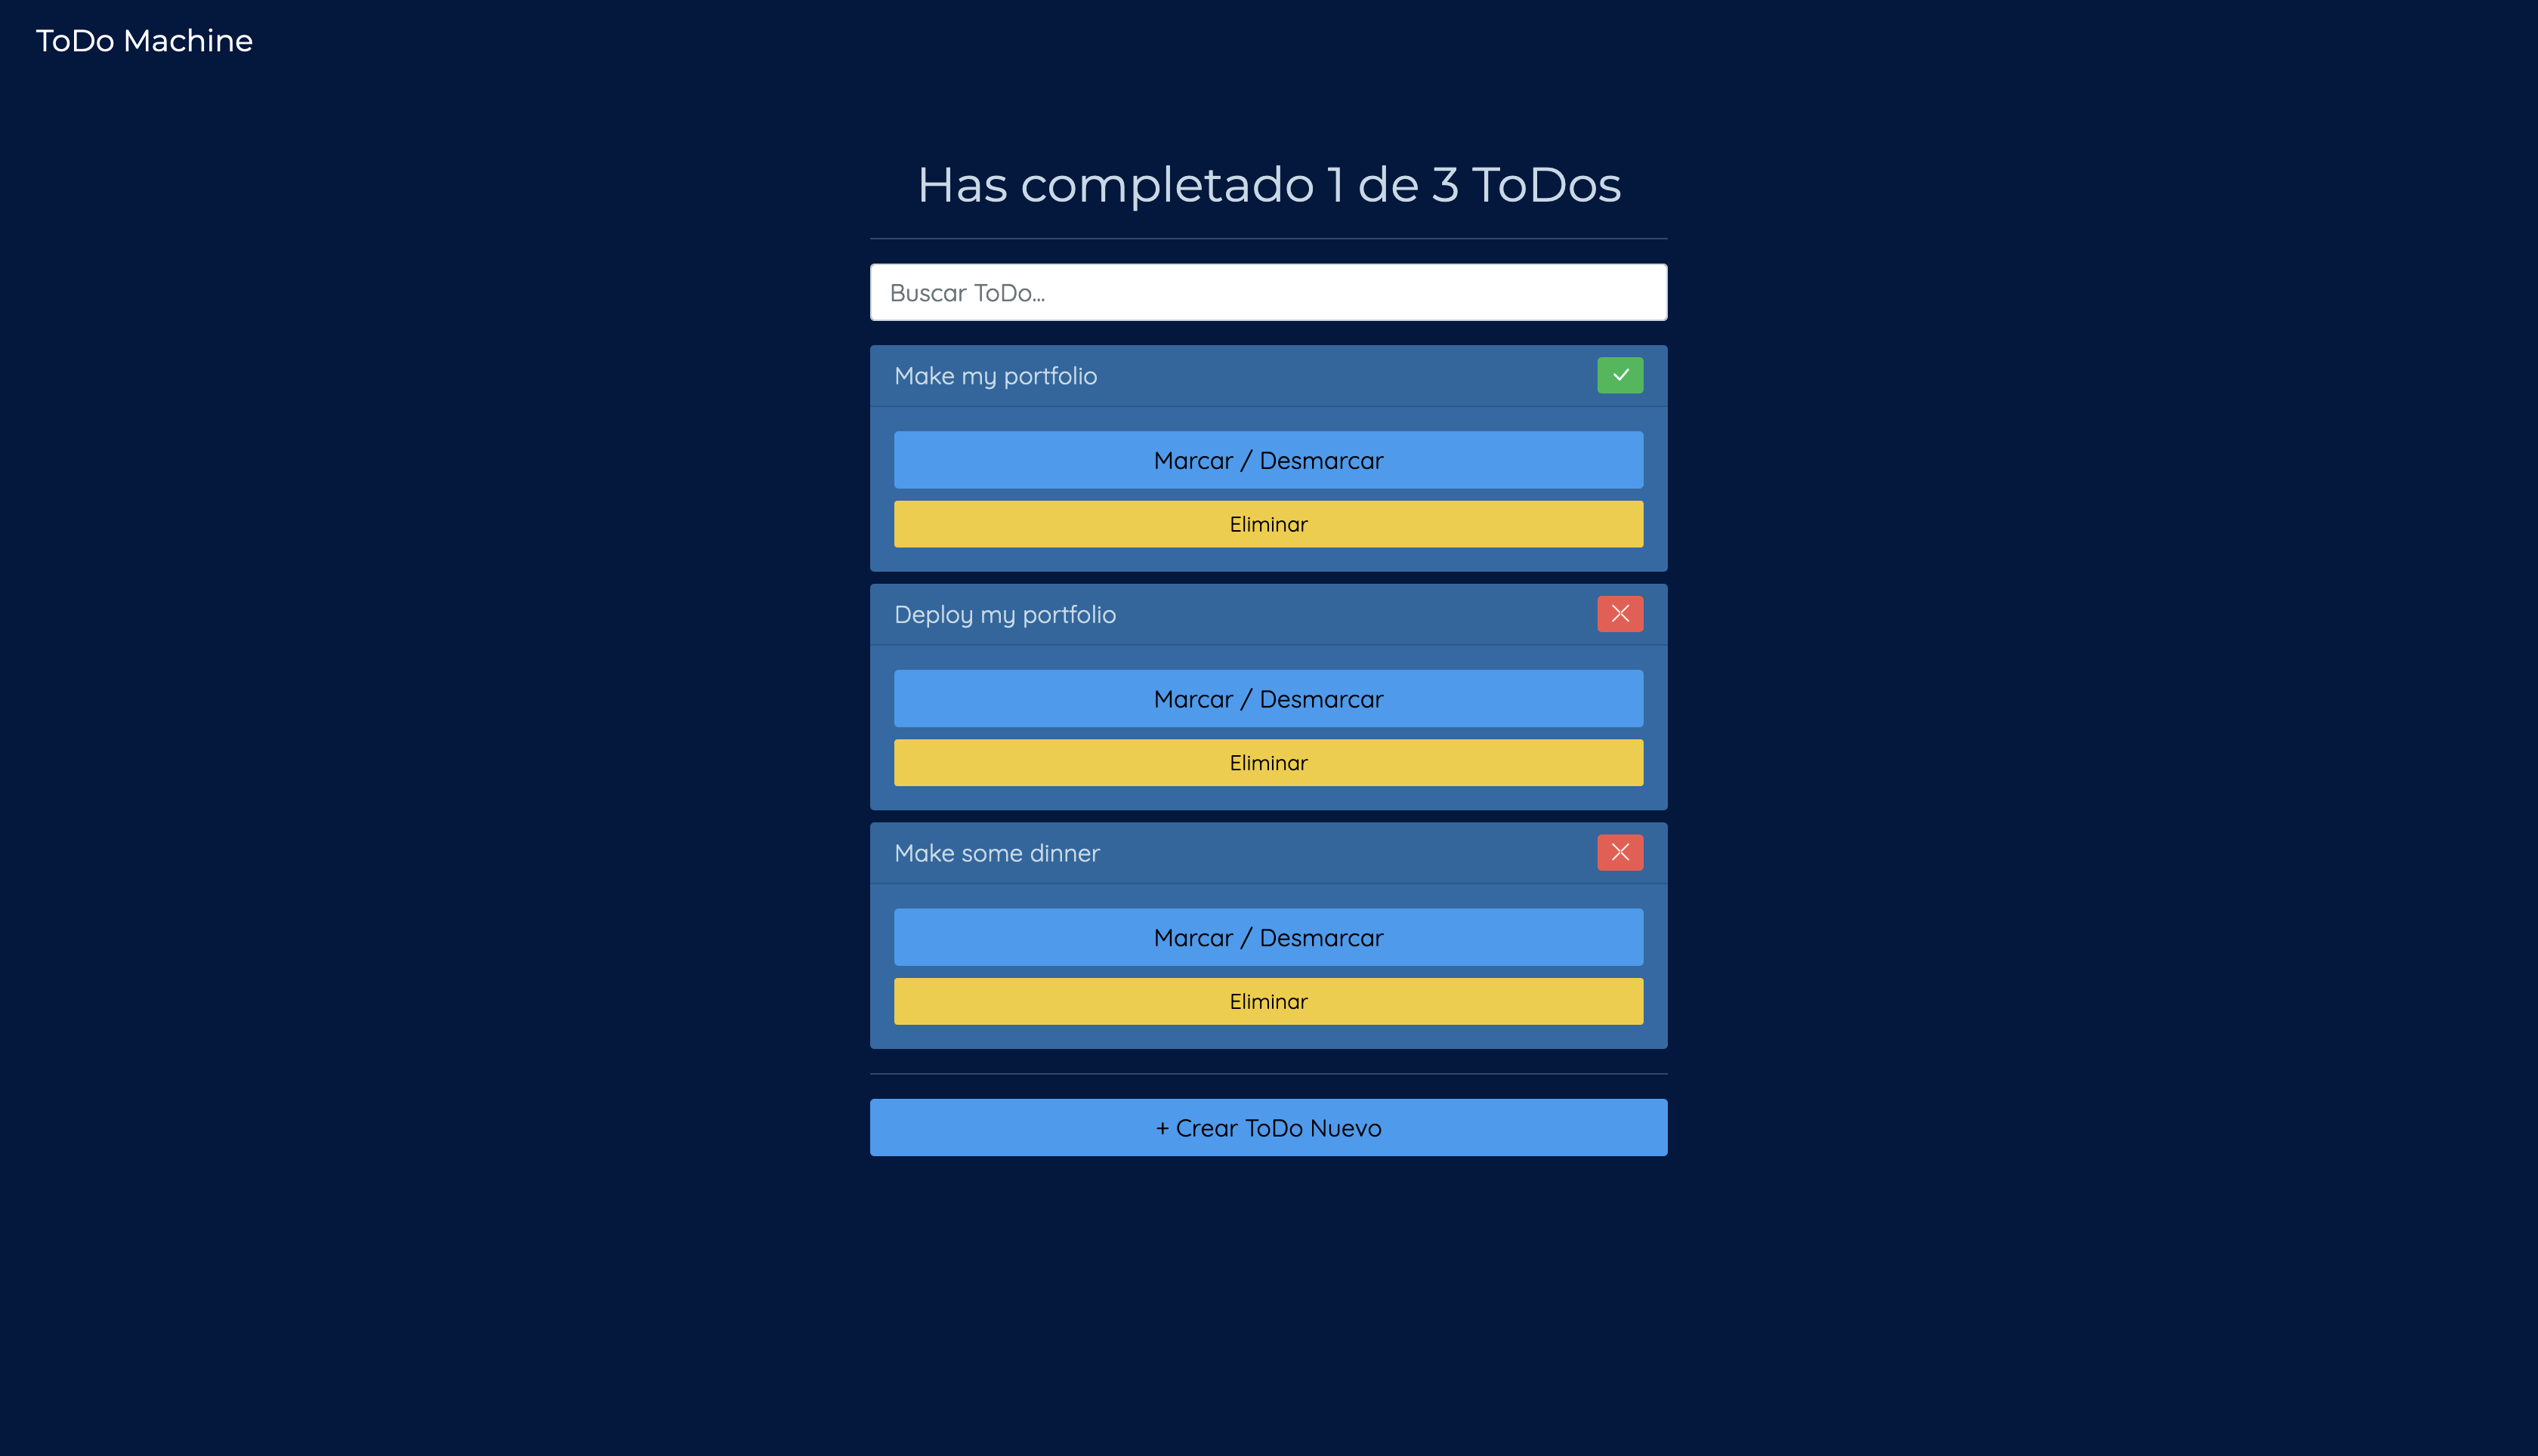 ToDo Machine
Has completado 1 de 3 ToDos
Buscar ToDo...
Make my portfolio
Marcar / Desmarcar
Eliminar
Deploy my portfolio
Marcar / Desmarcar
Eliminar
Make some dinner
Marcar / Desmarcar
Eliminar
+ Crear ToDo Nuevo